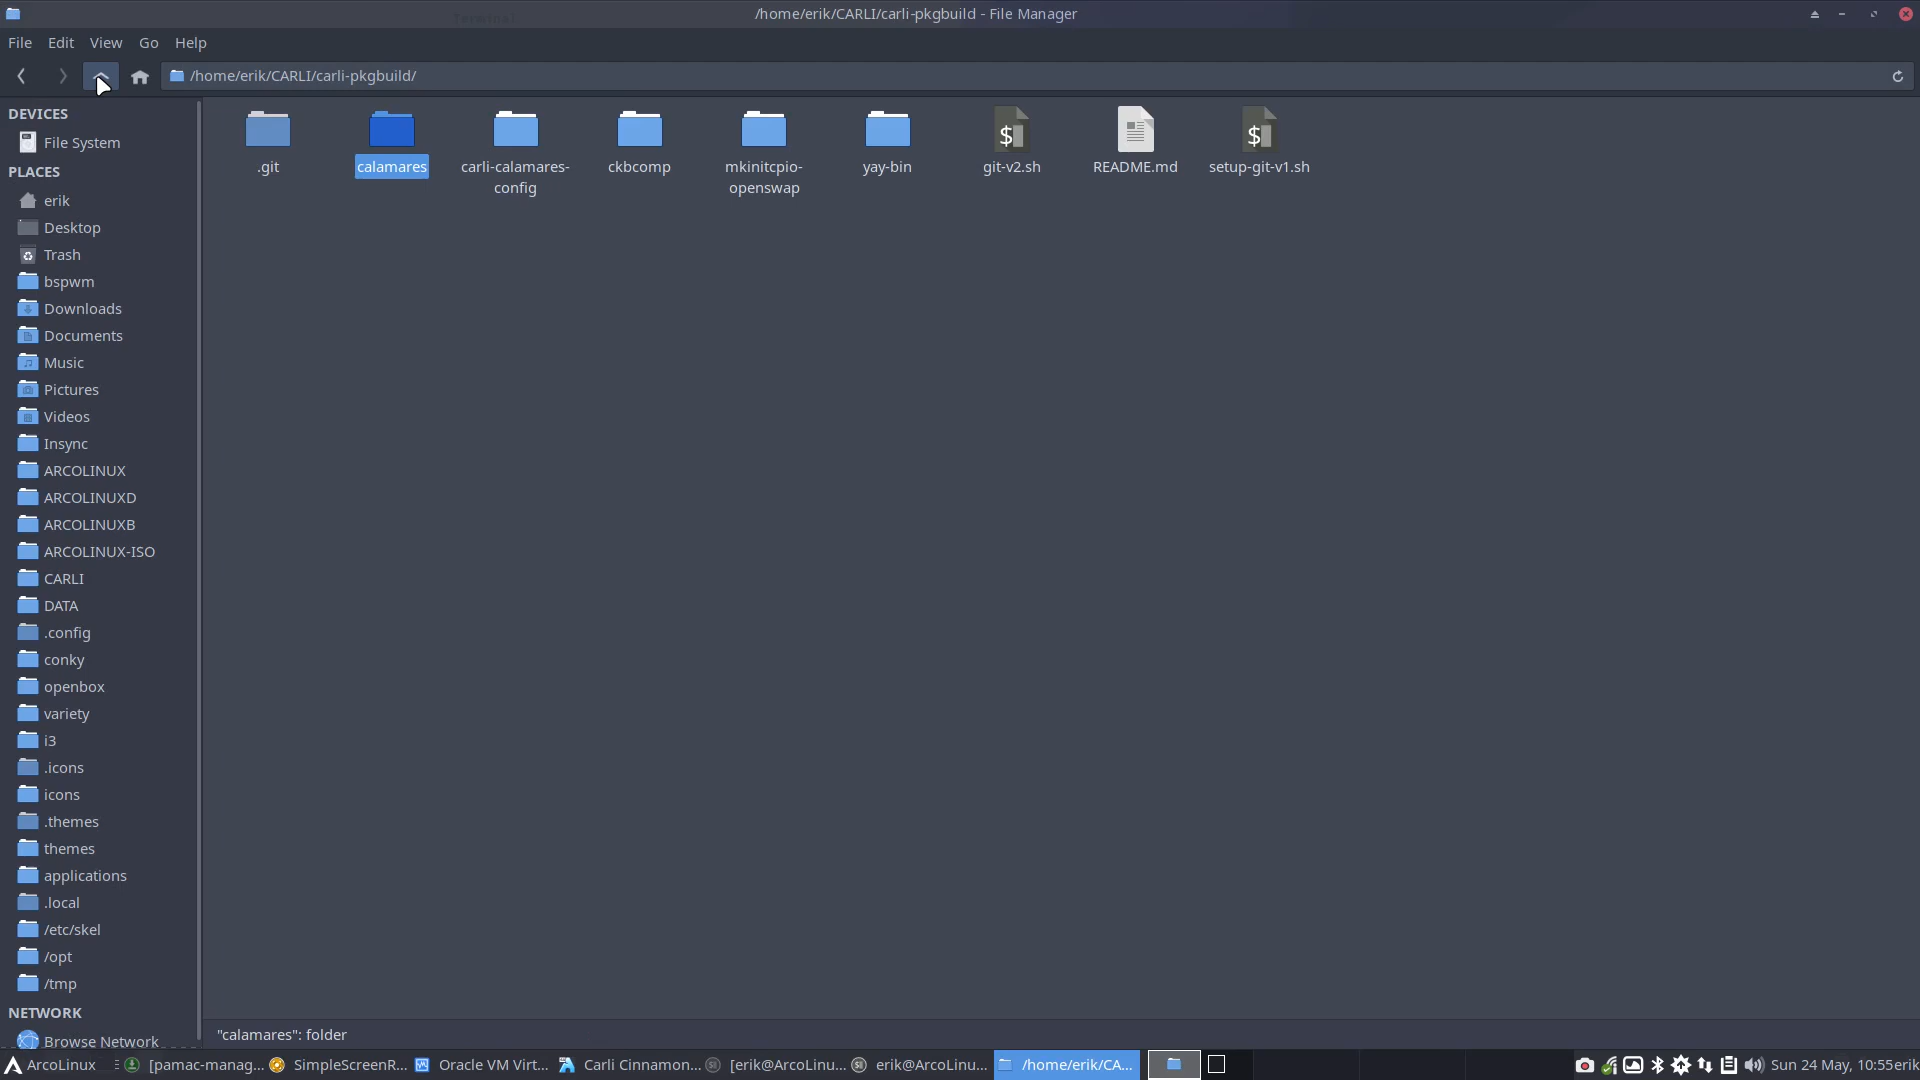 /home/erik/CARLI/carli-pkgbuild - File Manager
File Edit View Go Help
/home/erik/CARLI/carli-pkgbuild/
DEVICES
File System
PLACES
erik
Desktop
Trash
bspwm
Downloads
Documents
Music
Pictures
Videos
Insync
ARCOLINUX
ARCOLINUXD
ARCOLINUXB
ARCOLINUX-ISO
CARLI
DATA
.config
conky
openbox
variety
i3
.icons
icons
.themes
themes
applications
.local
/etc/skel
/opt
/tmp
NETWORK
Browse Network
.git
calamares
carli-calamares-
config
ckbcomp
mkinitcpio-
openswap
yay-bin
git-v2.sh
README.md
setup-git-v1.sh
"calamares": folder
ArcoLinux [pamac-manag... SimpleScreenR... Oracle VM Virt... Carli Cinnamon... [erik@ArcoLinu... erik@ArcoLinu... /home/erik/CA... Sun 24 May, 10:55 erik